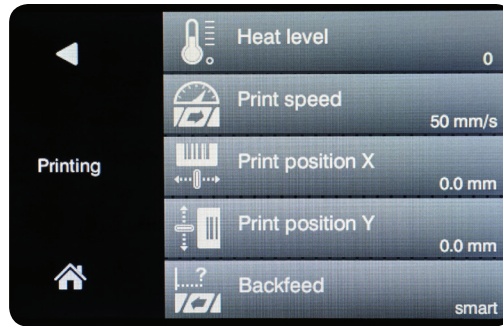 Printing
Heat level
0
Print speed
50 mm/s
Print position X
0.0 mm
Print position Y
0.0 mm
...?
Backfeed
smart